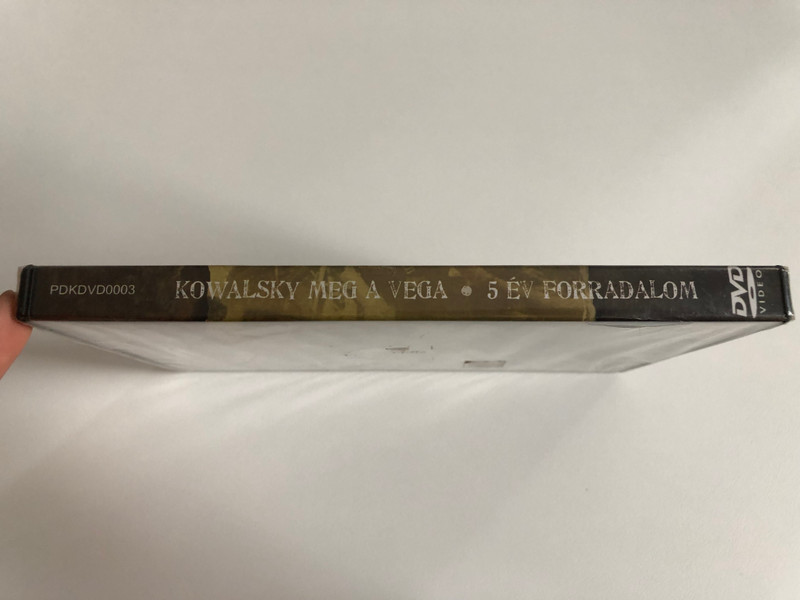 PDKDVD0003 KOWALSKY MEG A VEGA • 5 ÉV FORRADALOM DVD VIDEO